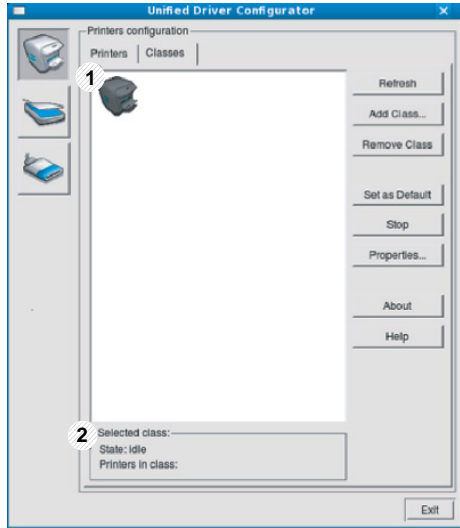 Unified Driver Configurator
Printers configuration
Printers
Classes
1
Refresh
Add Class...
Remove Class
Set as Default
Stop
Properties...
About
Help
2
Selected class:
State: idle
Printers in class:
Exit